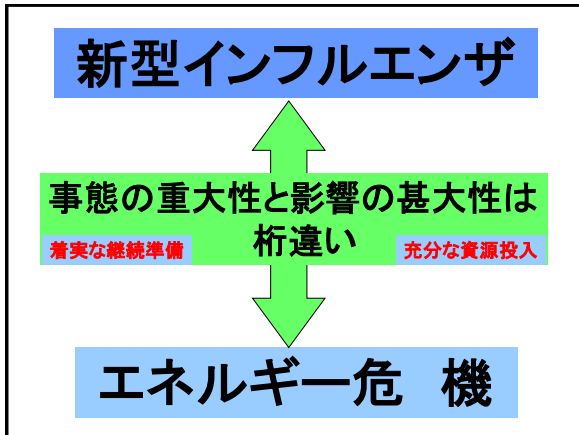 新型インフルエンザ
事態の重大性と影響の甚大性は
桁違い
着実な継続準備
充分な資源投入
エネルギー危　機